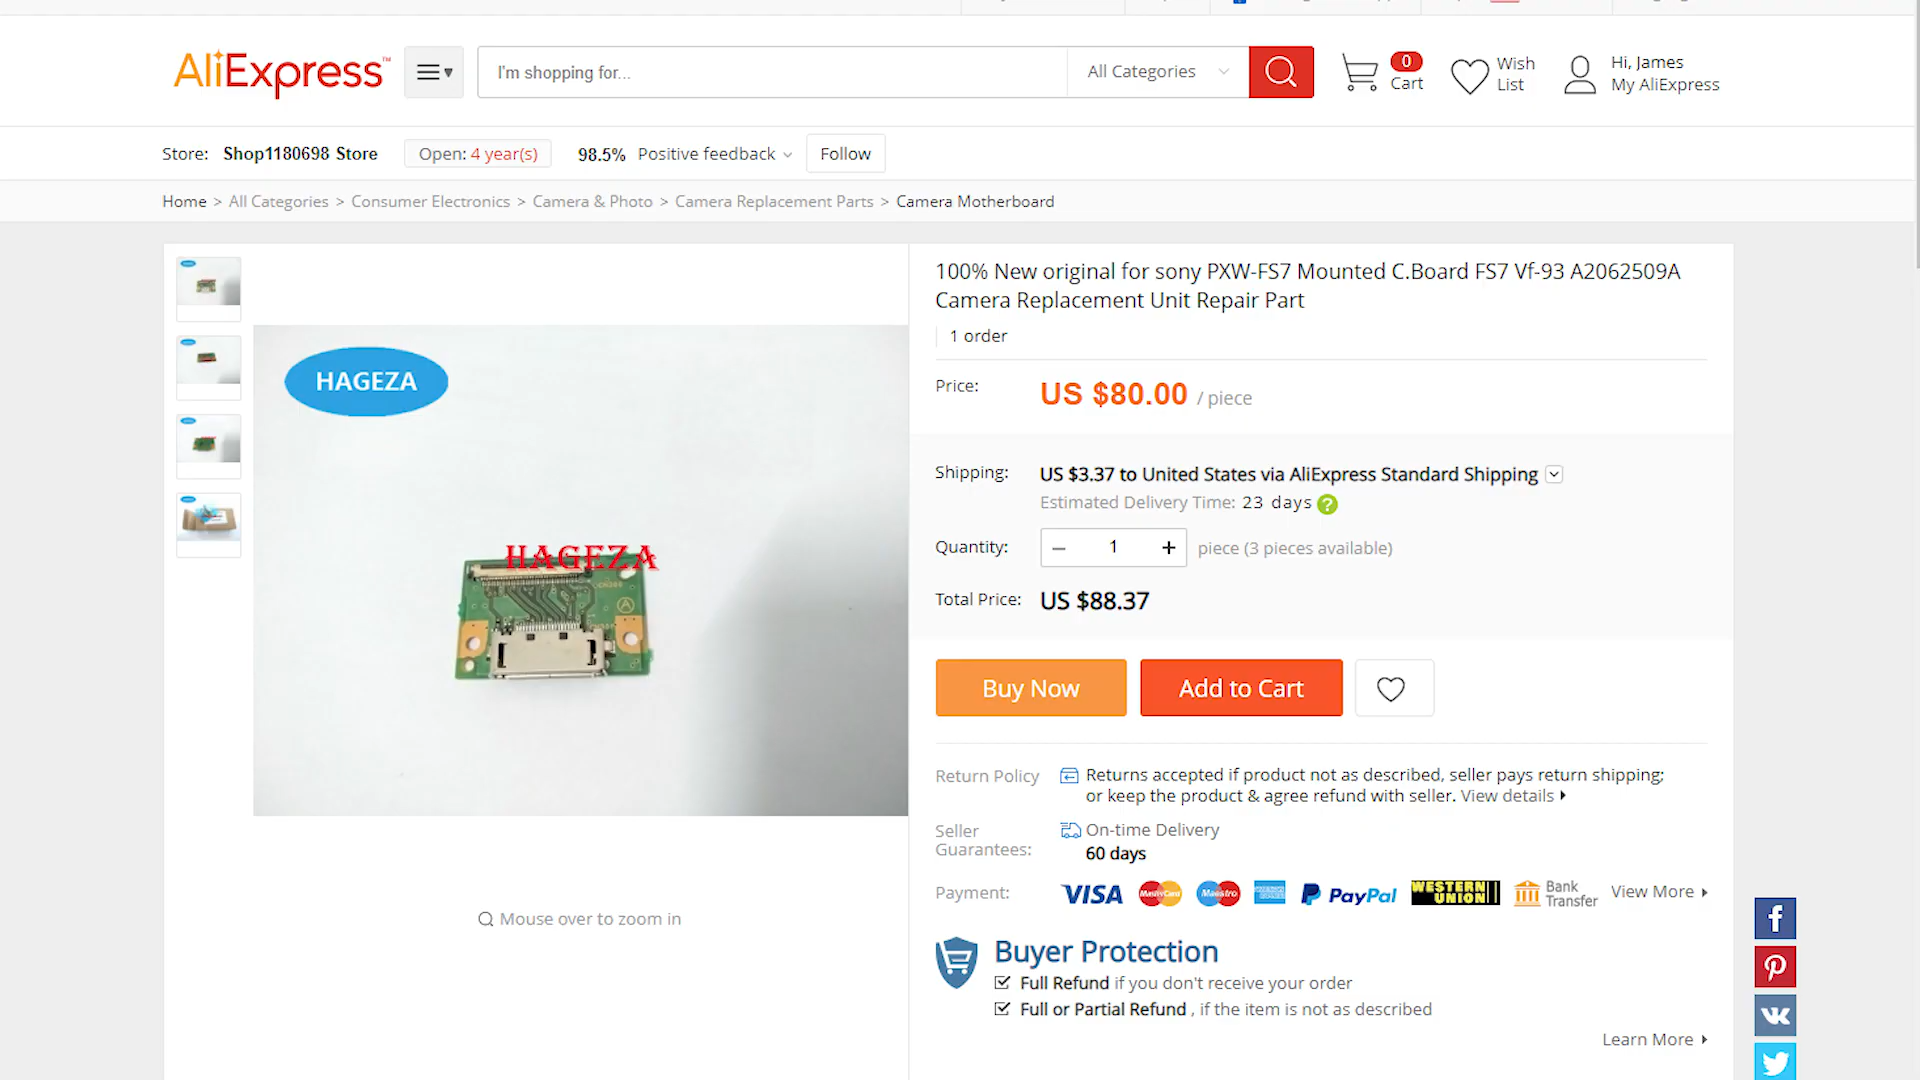 AliExpress™
I'm shopping for...
All Categories
0
Cart
Wish
List
Hi, James
My AliExpress
Store: Shop1180698 Store
Open: 4 year(s)
98.5% Positive feedback
Follow
Home > All Categories > Consumer Electronics > Camera & Photo > Camera Replacement Parts > Camera Motherboard
HAGEZA
HAGEZA
Mouse over to zoom in
100% New original for sony PXW-FS7 Mounted C.Board FS7 Vf-93 A2062509A
Camera Replacement Unit Repair Part
1 order
Price: US $80.00 / piece
Shipping: US $3.37 to United States via AliExpress Standard Shipping
Estimated Delivery Time: 23 days ?
Quantity: − 1 + piece (3 pieces available)
Total Price: US $88.37
Buy Now
Add to Cart
Return Policy Returns accepted if product not as described, seller pays return shipping;
or keep the product & agree refund with seller. View details
Seller
Guarantees:
On-time Delivery
60 days
Payment: VISA MasterCard Maestro PayPal WESTERN UNION Bank Transfer View More
Buyer Protection
Full Refund if you don't receive your order
Full or Partial Refund , if the item is not as described
Learn More